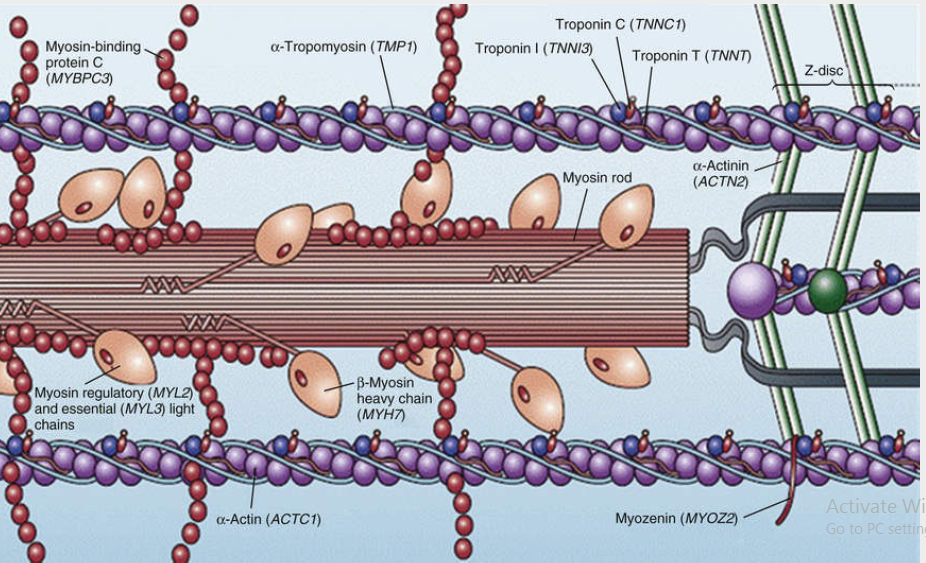 Troponin C (TNNC1)
Myosin-binding
protein C
(MYBPC3)
α-Tropomyosin (TMP1)
Troponin I (TNNI3)
Troponin T (TNNT)
Z-disc
α-Actinin
(ACTN2)
Myosin rod
Myosin regulatory (MYL2)
and essential (MYL3) light
chains
β-Myosin
heavy chain
(MYH7)
α-Actin (ACTC1)
Myozenin (MYOZ2)
Activate Wi
Go to PC settin